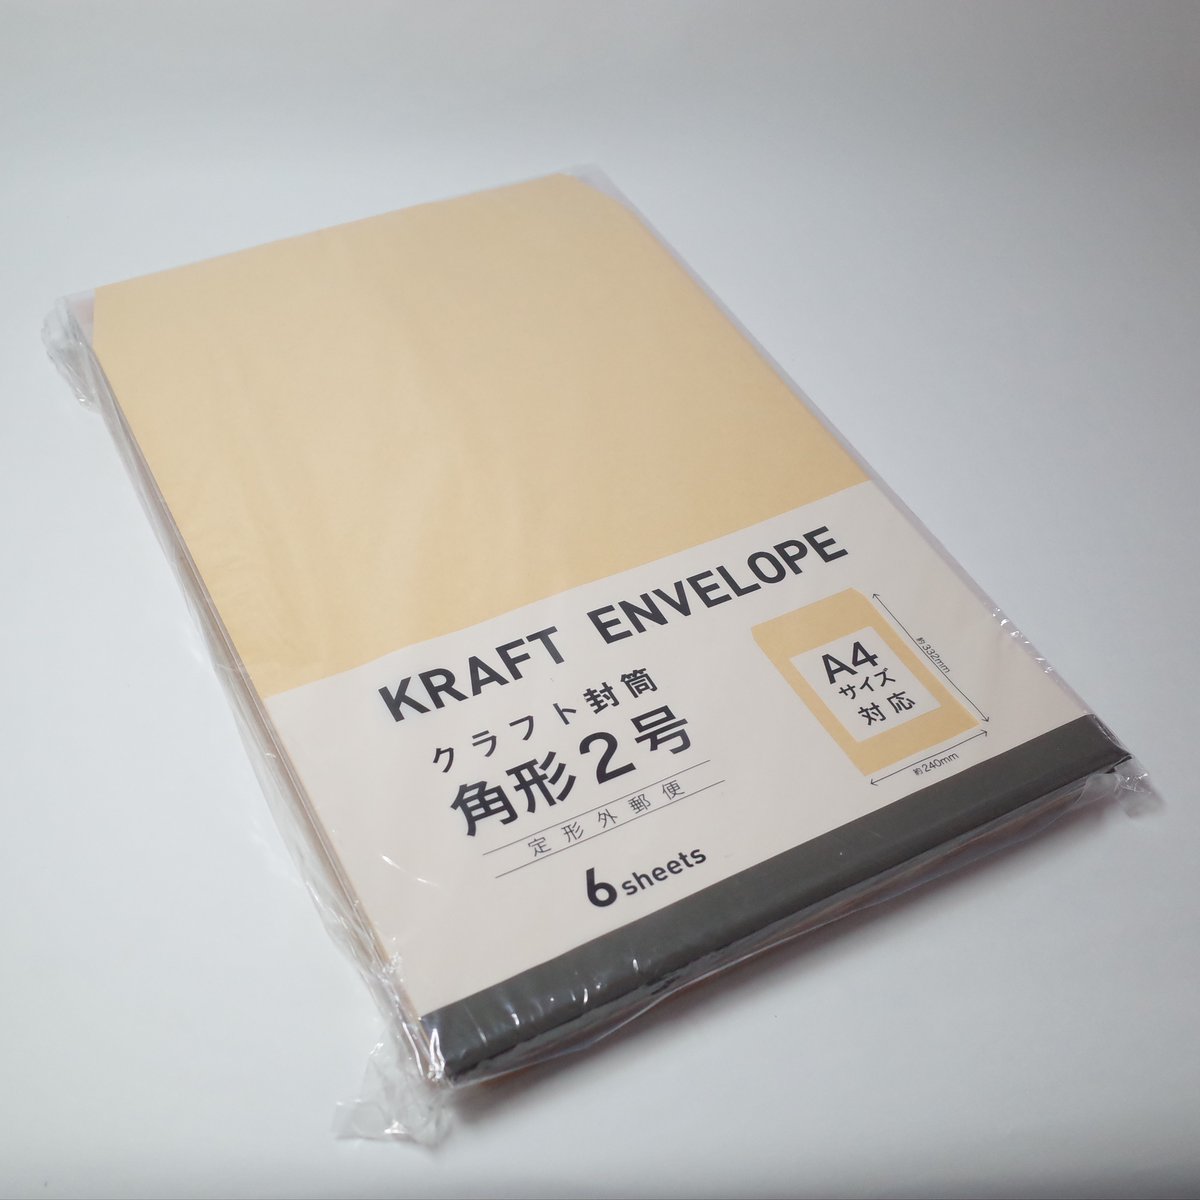 KRAFT ENVELOPE
クラフト封筒
角形2号
定形外郵便
6 sheets
A4
サイズ
対応
約332mm
約240mm